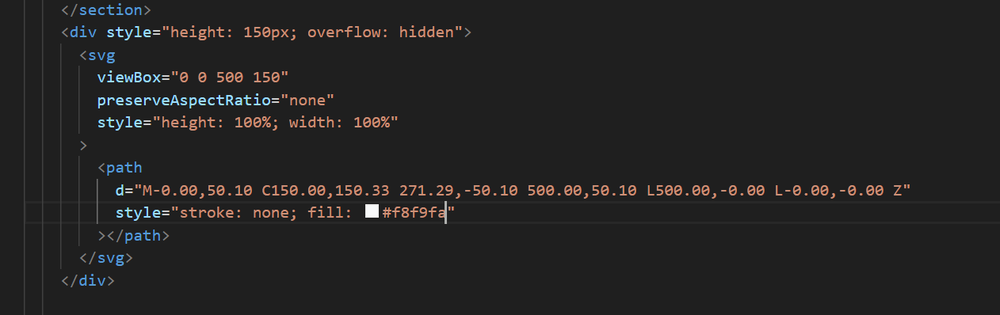 </section>
<div style="height: 150px; overflow: hidden">
<svg
viewBox="0 0 500 150"
preserveAspectRatio="none"
style="height: 100%; width: 100%"
>
<path
d="M-0.00,50.10 C150.00,150.33 271.29,-50.10 500.00,50.10 L500.00,-0.00 L-0.00,-0.00 Z"
style="stroke: none; fill: #f8f9fa"
></path>
</svg>
</div>